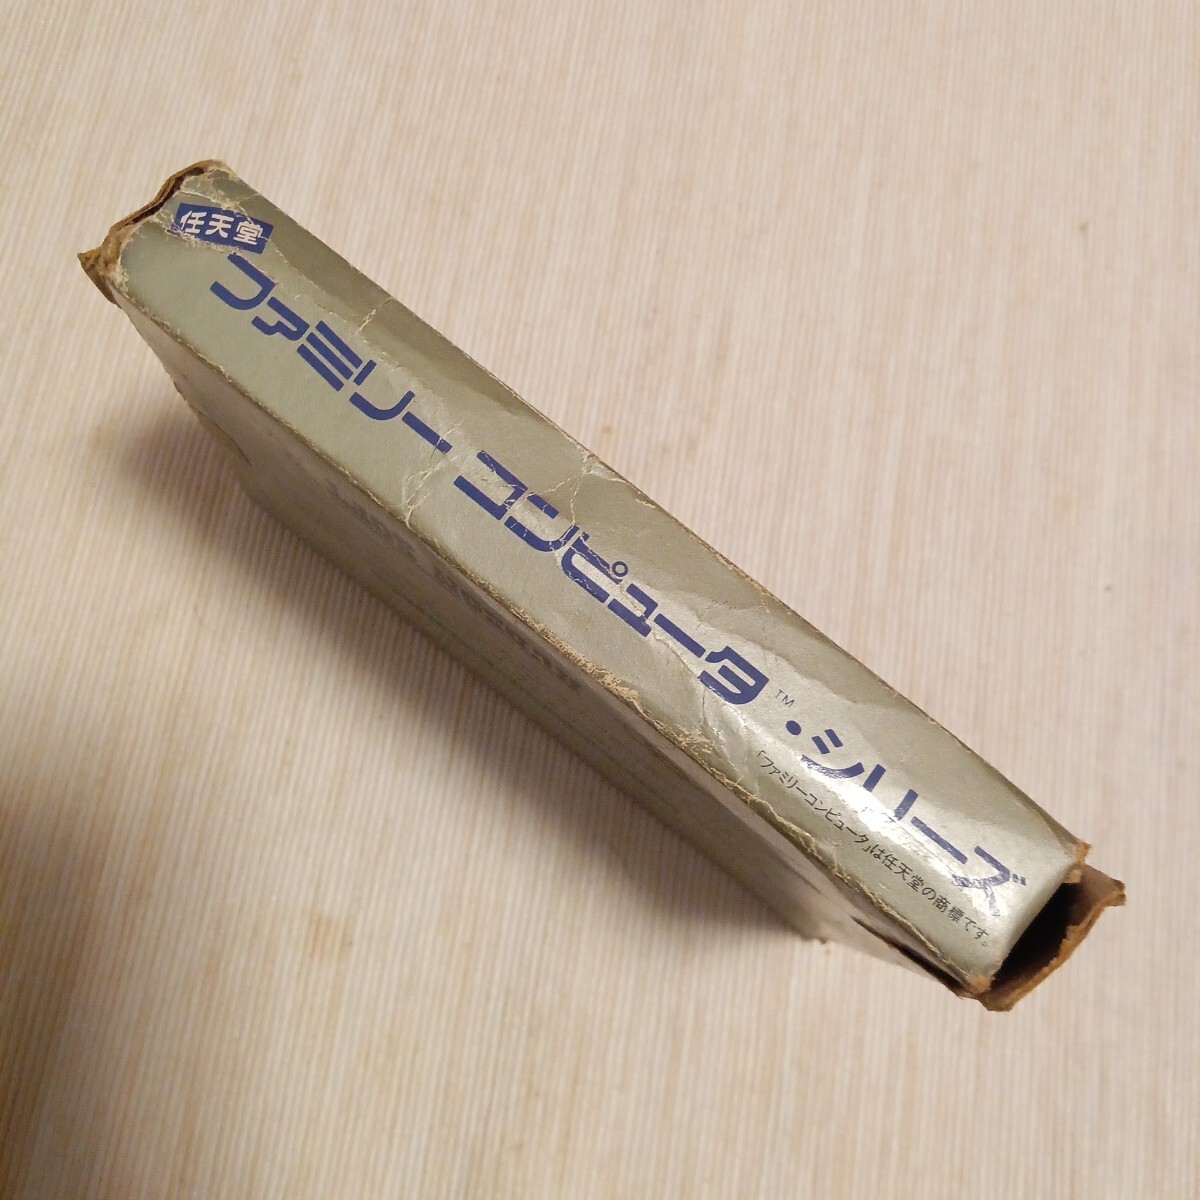 任天堂
ファミリー コンピュータ™・シリーズ
「ファミリーコンピュータ」は任天堂の商標です。